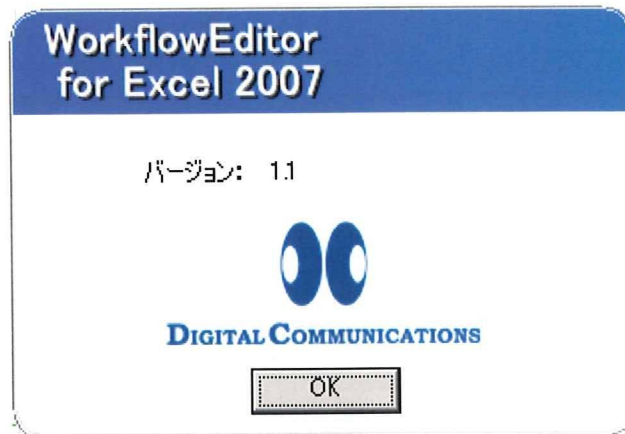 WorkflowEditor
for Excel 2007
バージョン: 1.1
DIGITAL COMMUNICATIONS
OK